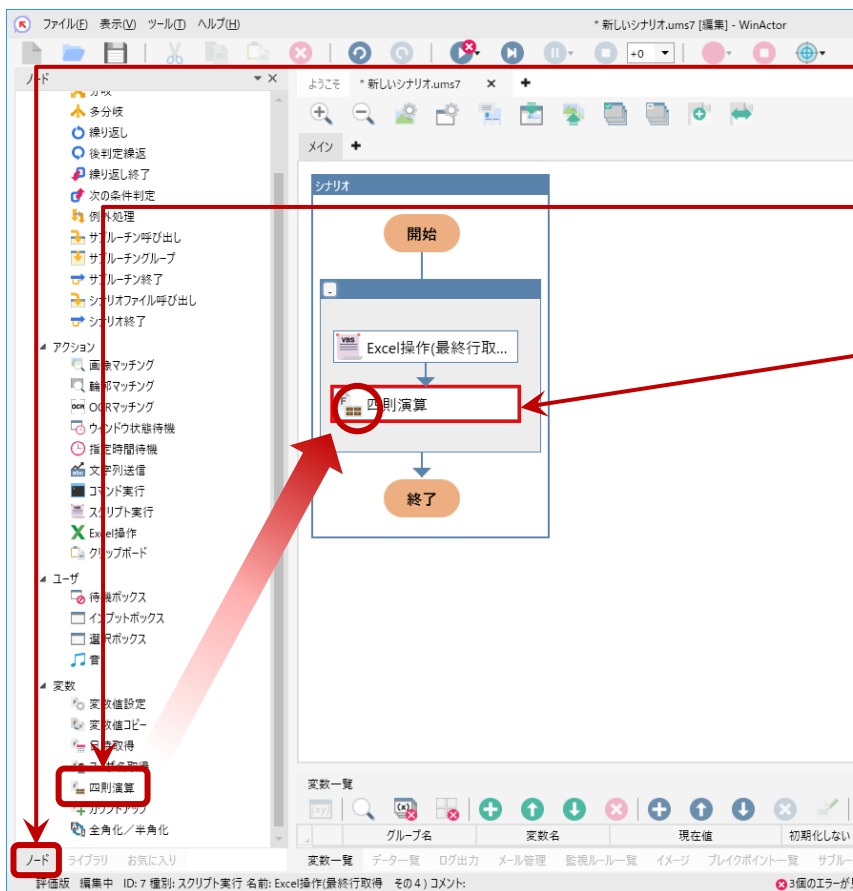 ファイル(F) 表示(V) ツール(T) ヘルプ(H)
* 新しいシナリオ.ums7 [編集] - WinActor
+0
ノード
ようこそ * 新しいシナリオ.ums7
メイン
分岐
多分岐
繰り返し
後判定繰返
繰り返し終了
次の条件判定
例外処理
サブルーチン呼び出し
サブルーチングループ
サブルーチン終了
シナリオファイル呼び出し
シナリオ終了
アクション
画像マッチング
輪郭マッチング
OCRマッチング
ウィンドウ状態待機
指定時間待機
文字列送信
コマンド実行
スクリプト実行
Excel操作
クリップボード
ユーザ
待機ボックス
インプットボックス
選択ボックス
音
変数
変数値設定
変数値コピー
日時取得
ユーザ名取得
四則演算
カウントアップ
全角化/半角化
ノード ライブラリ お気に入り
シナリオ
開始
VBS
Excel操作(最終行取...
四則演算
終了
変数一覧
グループ名 変数名 現在値 初期化しない
変数一覧 データ一覧 ログ出力 メール管理 監視ルール一覧 イメージ ブレイクポイント一覧 サブルー
評価版 編集中 ID: 7 種別: スクリプト実行 名前: Excel操作(最終行取得 その4) コメント:
3個のエラーが